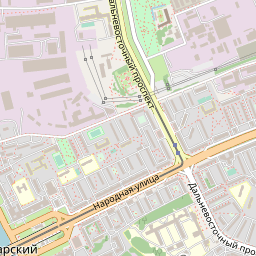 Дальневосточный проспект
Народная улица
Дальневосточный про
арский